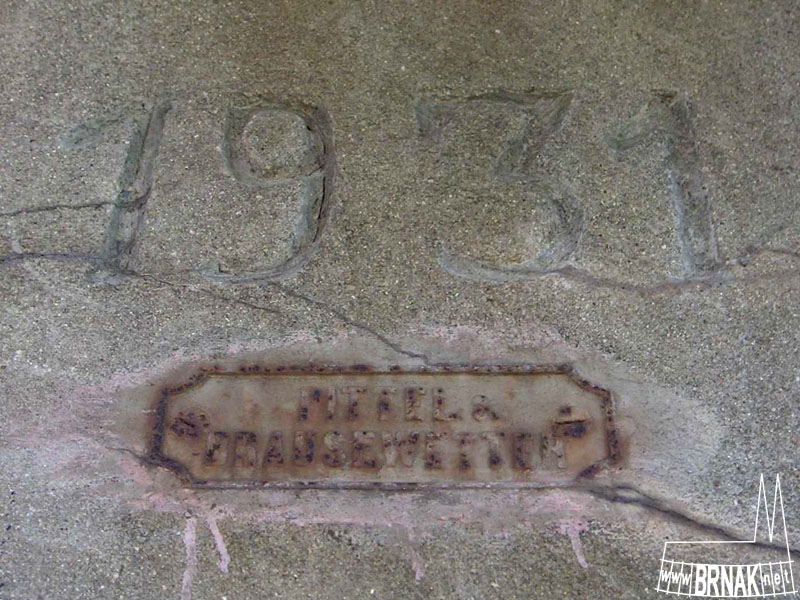 1931
PITTEL &
BRAUSEWETTER
www BRNAK net